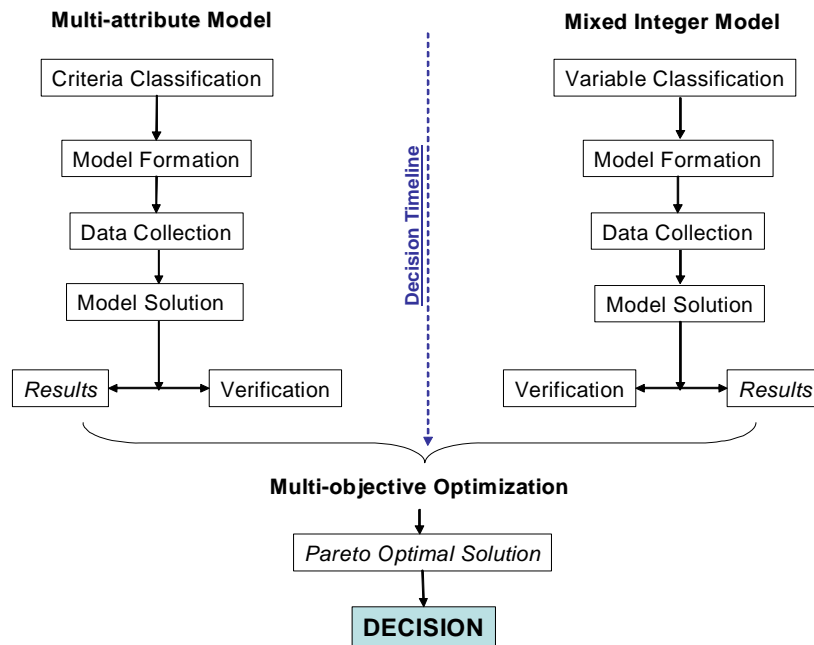 Multi-attribute Model
Criteria Classification
Model Formation
Data Collection
Model Solution
Results
Verification
Decision Timeline
Mixed Integer Model
Variable Classification
Model Formation
Data Collection
Model Solution
Verification
Results
Multi-objective Optimization
Pareto Optimal Solution
DECISION